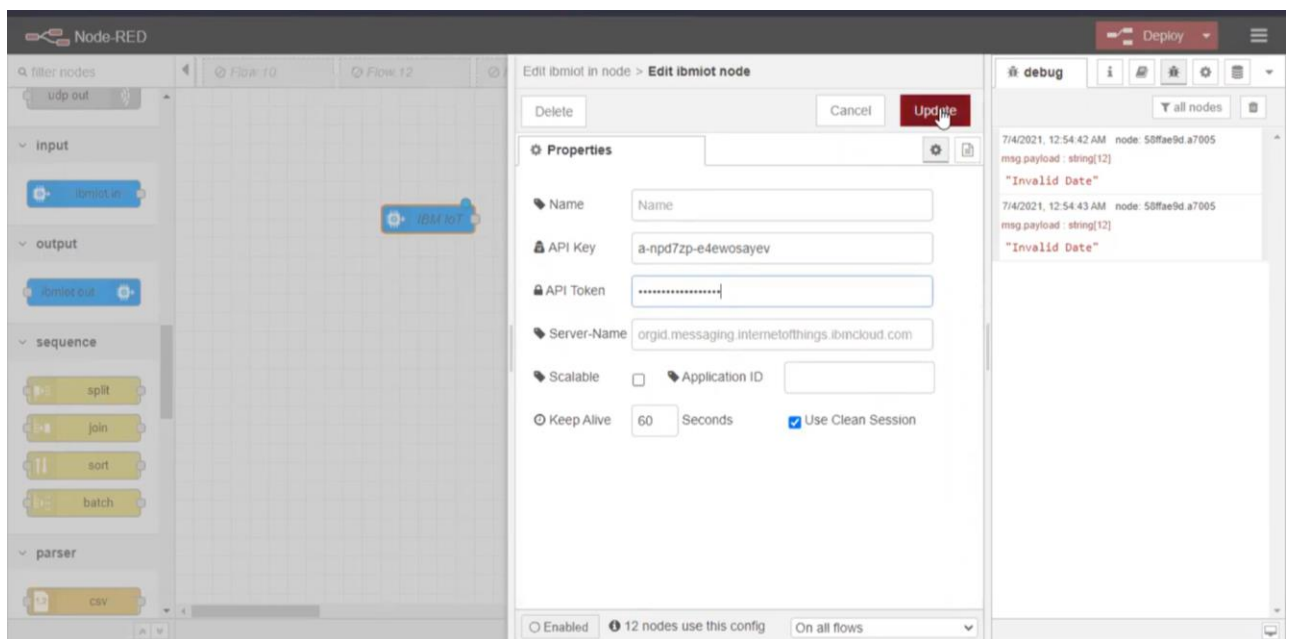 Node-RED
Deploy
filter nodes
udp out
input
ibmiot in
output
ibmiot out
sequence
split
join
sort
batch
parser
csv
Flow 10
Flow 12
IBM IoT
Edit ibmiot in node > Edit ibmiot node
Delete
Cancel
Update
Properties
Name
Name
API Key
a-npd7zp-e4ewosayev
API Token
••••••••••••••••••
Server-Name
orgid.messaging.internetofthings.ibmcloud.com
Scalable
Application ID
Keep Alive
60
Seconds
Use Clean Session
Enabled
12 nodes use this config
On all flows
debug
all nodes
7/4/2021, 12:54:42 AM node: 58ffae9d.a7005
msg.payload : string[12]
"Invalid Date"
7/4/2021, 12:54:43 AM node: 58ffae9d.a7005
msg.payload : string[12]
"Invalid Date"